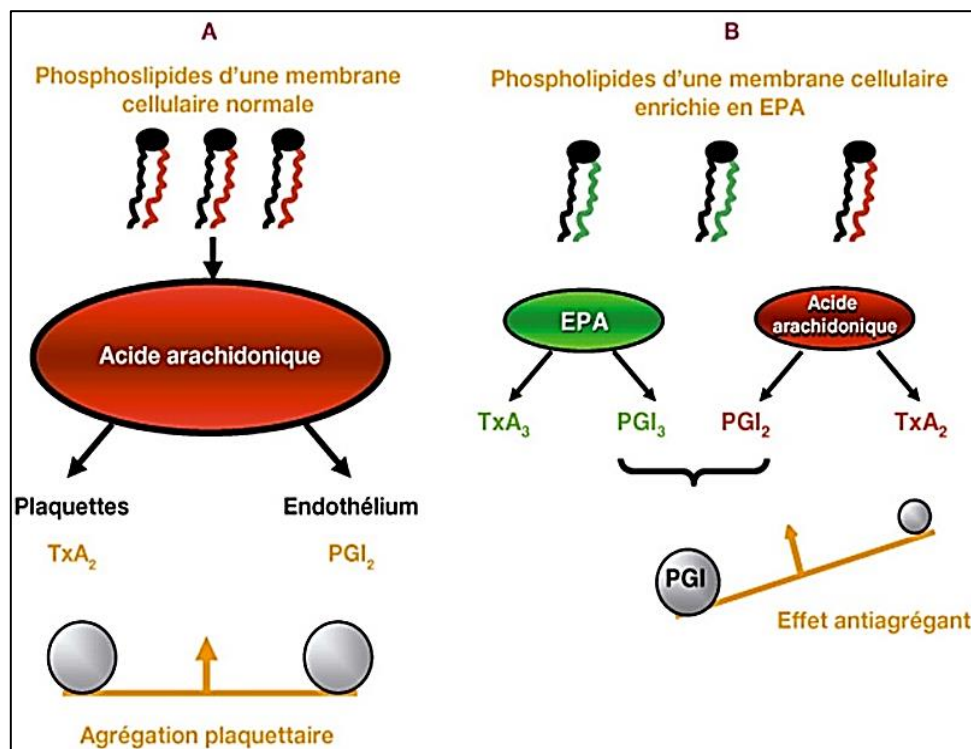 A
Phosphoslipides d'une membrane
cellulaire normale
Acide arachidonique
Plaquettes
Endothélium
TxA₂
PGI₂
Agrégation plaquettaire
B
Phospholipides d'une membrane cellulaire
enrichie en EPA
EPA
Acide
arachidonique
TxA₃
PGI₃
PGI₂
TxA₂
PGI
Effet antiagrégant